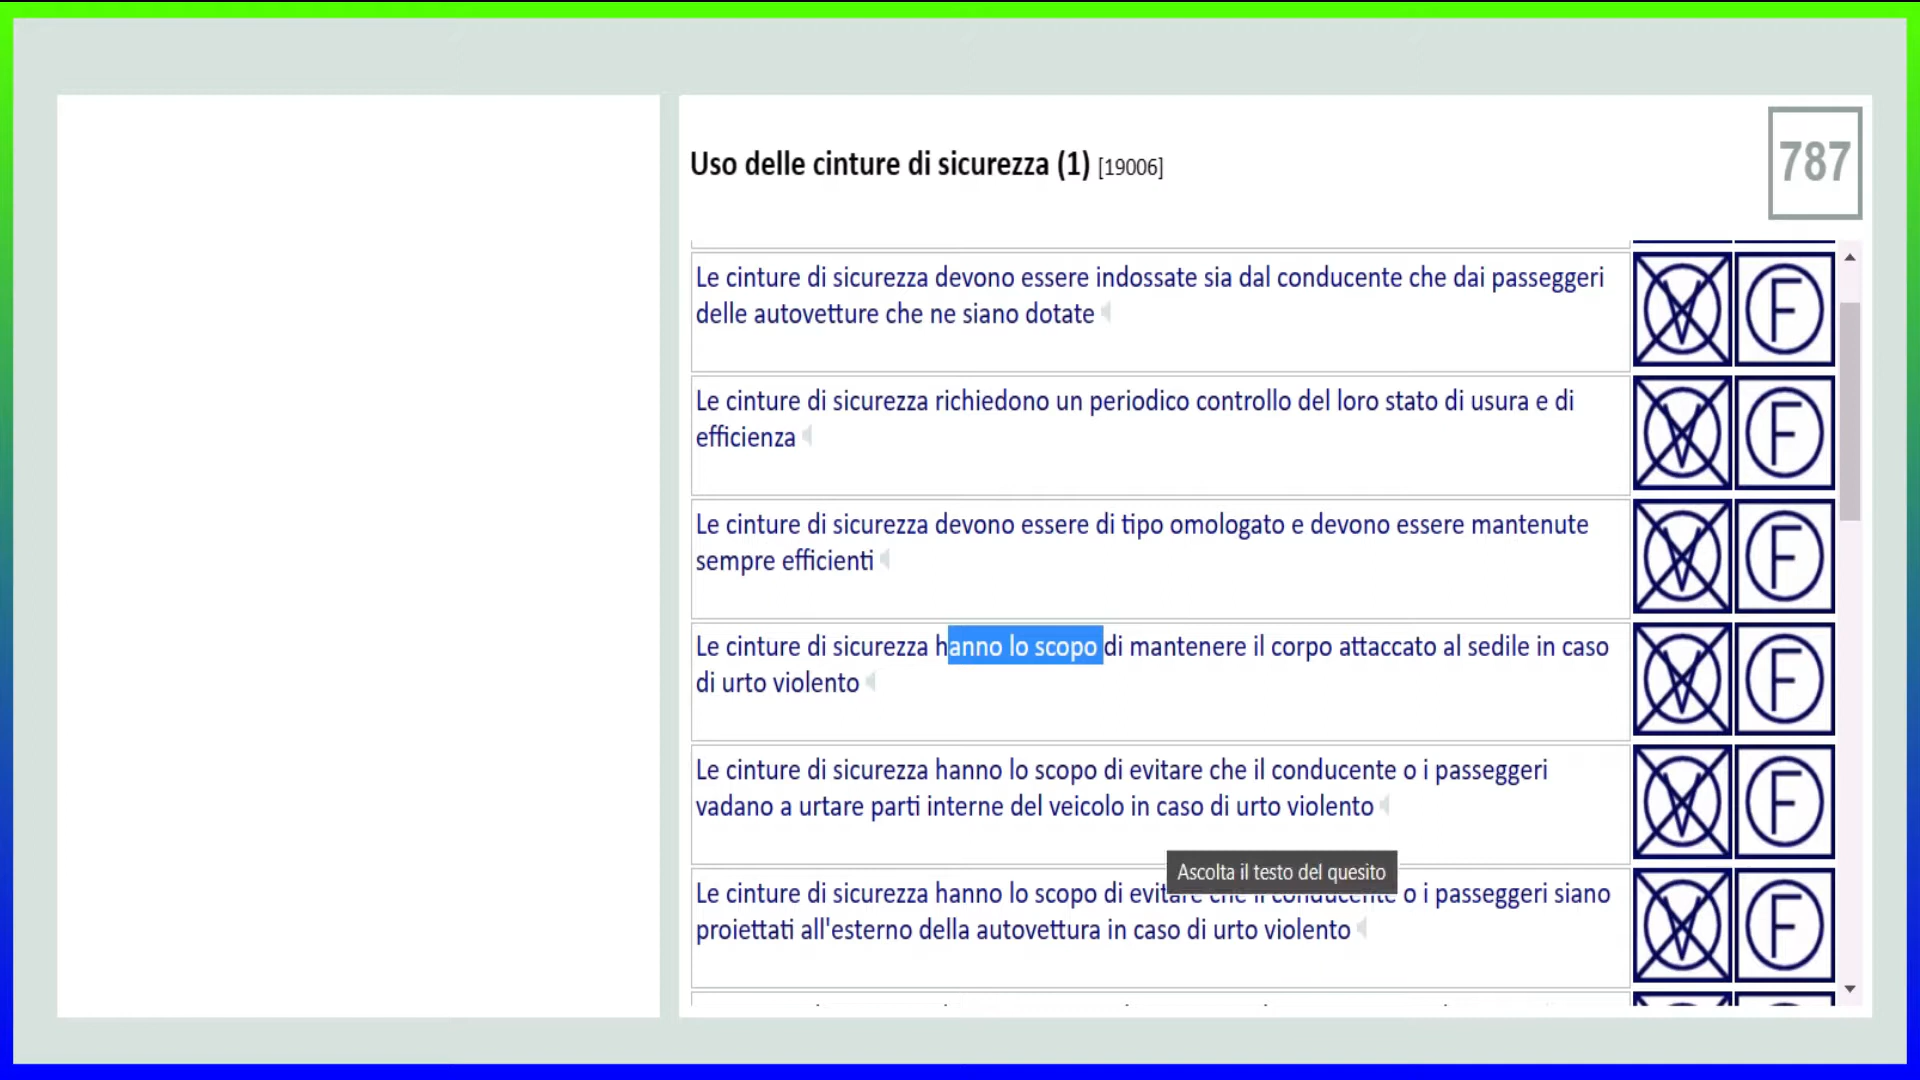 Uso delle cinture di sicurezza (1) [19006]
787
Le cinture di sicurezza devono essere indossate sia dal conducente che dai passeggeri
delle autovetture che ne siano dotate
V F
Le cinture di sicurezza richiedono un periodico controllo del loro stato di usura e di
efficienza
V F
Le cinture di sicurezza devono essere di tipo omologato e devono essere mantenute
sempre efficienti
V F
Le cinture di sicurezza hanno lo scopo di mantenere il corpo attaccato al sedile in caso
di urto violento
V F
Le cinture di sicurezza hanno lo scopo di evitare che il conducente o i passeggeri
vadano a urtare parti interne del veicolo in caso di urto violento
V F
Ascolta il testo del quesito
Le cinture di sicurezza hanno lo scopo di evitare che il conducente o i passeggeri siano
proiettati all'esterno della autovettura in caso di urto violento
V F